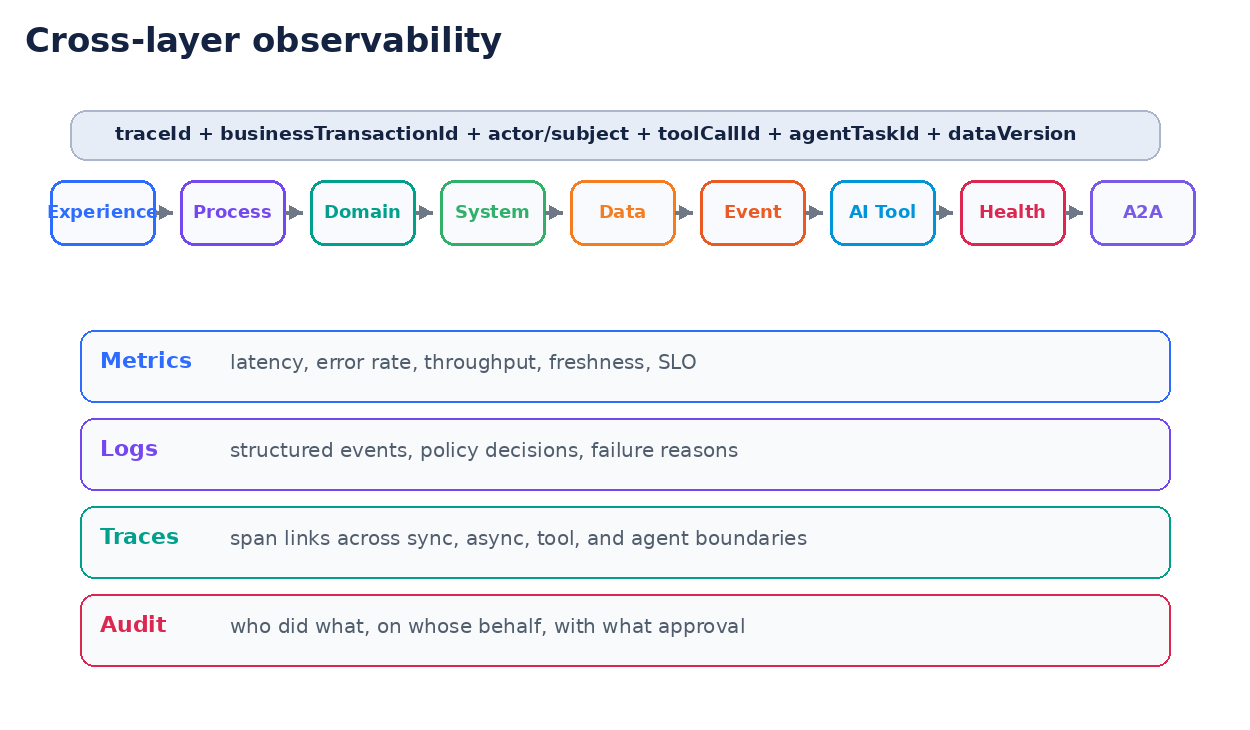 Cross-layer observability
traceId + businessTransactionId + actor/subject + toolCallId + agentTaskId + dataVersion
Experience
Process
Domain
System
Data
Event
AI Tool
Health
A2A
Metrics
latency, error rate, throughput, freshness, SLO
Logs
structured events, policy decisions, failure reasons
Traces
span links across sync, async, tool, and agent boundaries
Audit
who did what, on whose behalf, with what approval